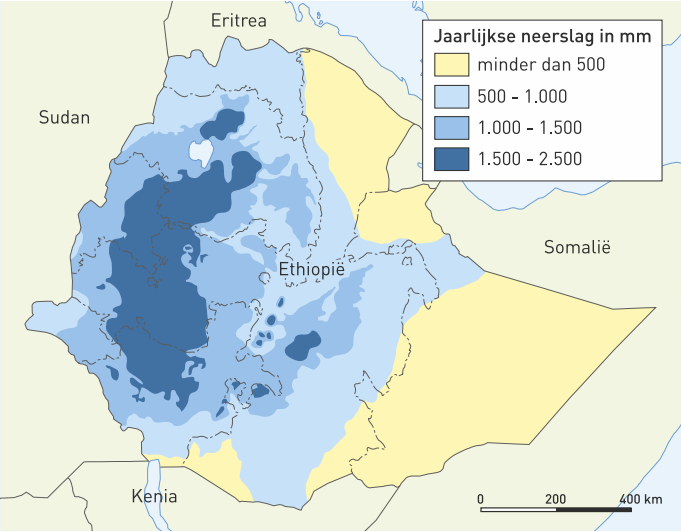 Eritrea
Jaarlijkse neerslag in mm
minder dan 500
500 - 1.000
1.000 - 1.500
1.500 - 2.500
Sudan
Somalië
Ethiopië
Kenia
0 200 400 km